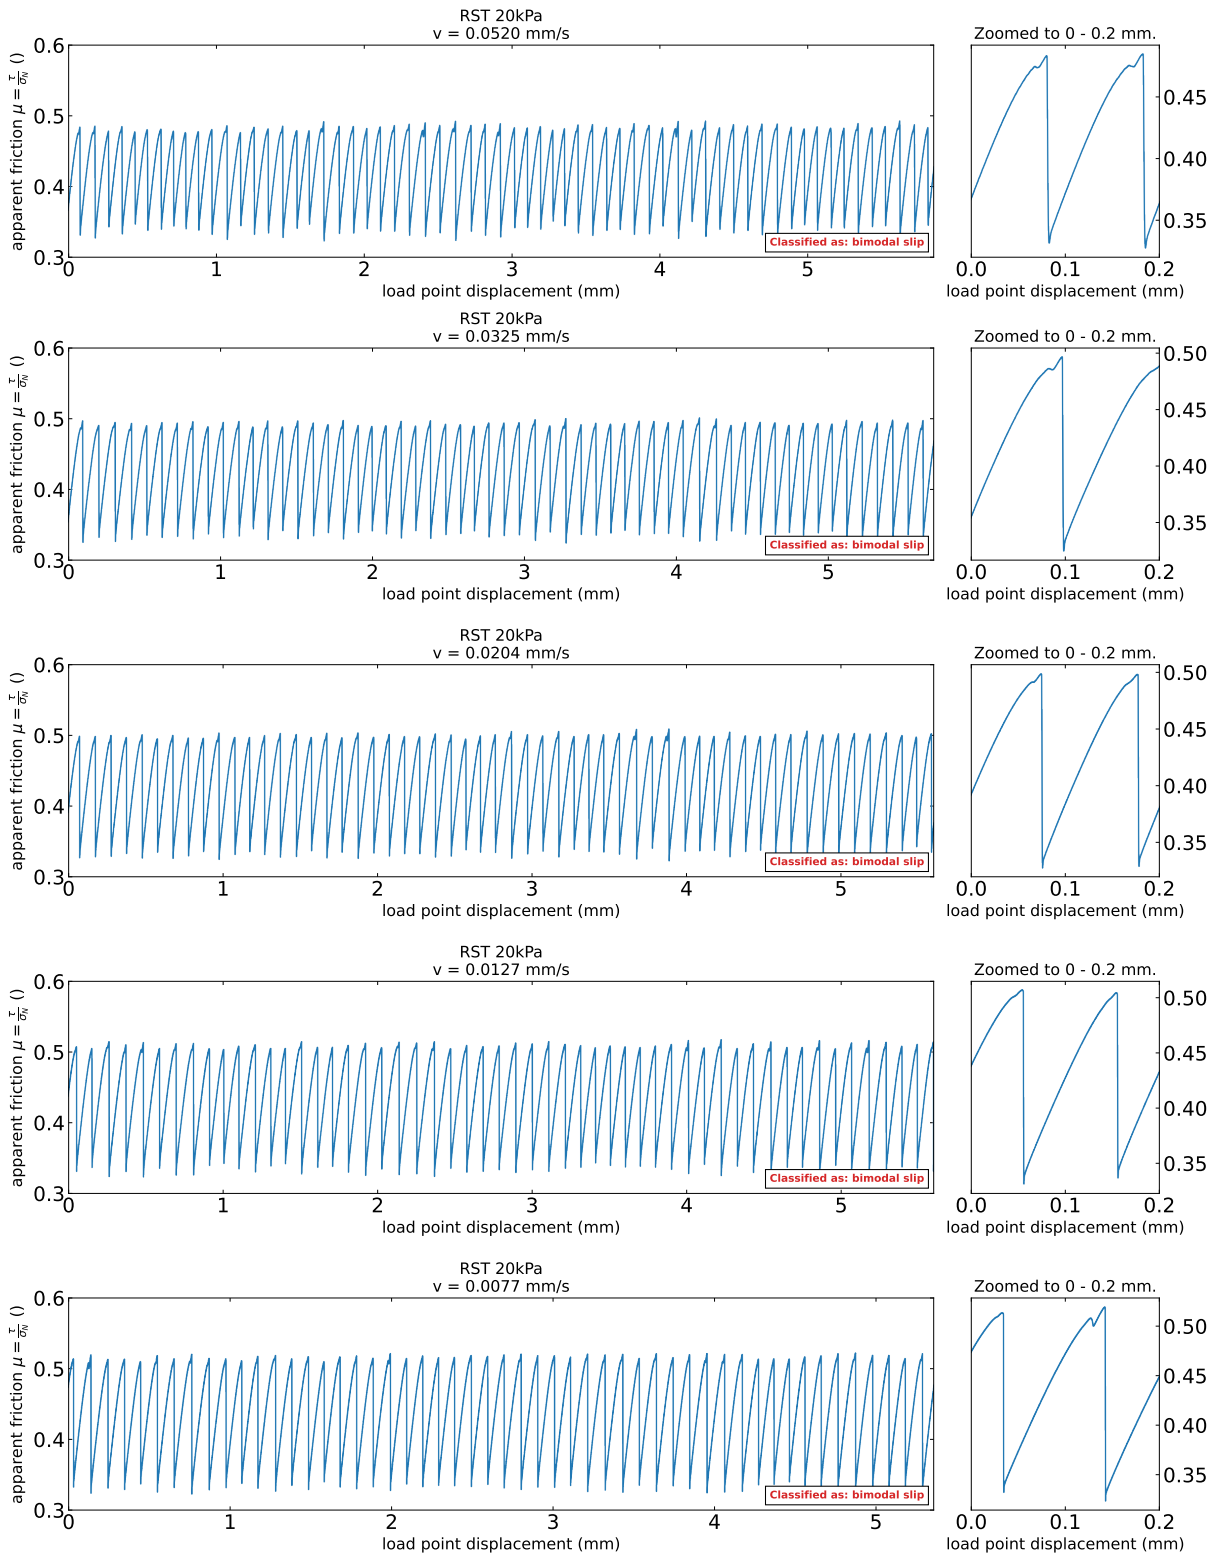 RST 20kPa
v = 0.0520 mm/s
Zoomed to 0 - 0.2 mm.
apparent friction μ = τ/σ_N ()
0.6
0.5
0.4
0.3
0 1 2 3 4 5
load point displacement (mm)
Classified as: bimodal slip
0.45
0.40
0.35
0.0 0.1 0.2
load point displacement (mm)
RST 20kPa
v = 0.0325 mm/s
Zoomed to 0 - 0.2 mm.
apparent friction μ = τ/σ_N ()
0.6
0.5
0.4
0.3
0 1 2 3 4 5
load point displacement (mm)
Classified as: bimodal slip
0.50
0.45
0.40
0.35
0.0 0.1 0.2
load point displacement (mm)
RST 20kPa
v = 0.0204 mm/s
Zoomed to 0 - 0.2 mm.
apparent friction μ = τ/σ_N ()
0.6
0.5
0.4
0.3
0 1 2 3 4 5
load point displacement (mm)
Classified as: bimodal slip
0.50
0.45
0.40
0.35
0.0 0.1 0.2
load point displacement (mm)
RST 20kPa
v = 0.0127 mm/s
Zoomed to 0 - 0.2 mm.
apparent friction μ = τ/σ_N ()
0.6
0.5
0.4
0.3
0 1 2 3 4 5
load point displacement (mm)
Classified as: bimodal slip
0.50
0.45
0.40
0.35
0.0 0.1 0.2
load point displacement (mm)
RST 20kPa
v = 0.0077 mm/s
Zoomed to 0 - 0.2 mm.
apparent friction μ = τ/σ_N ()
0.6
0.5
0.4
0.3
0 1 2 3 4 5
load point displacement (mm)
Classified as: bimodal slip
0.50
0.45
0.40
0.35
0.0 0.1 0.2
load point displacement (mm)